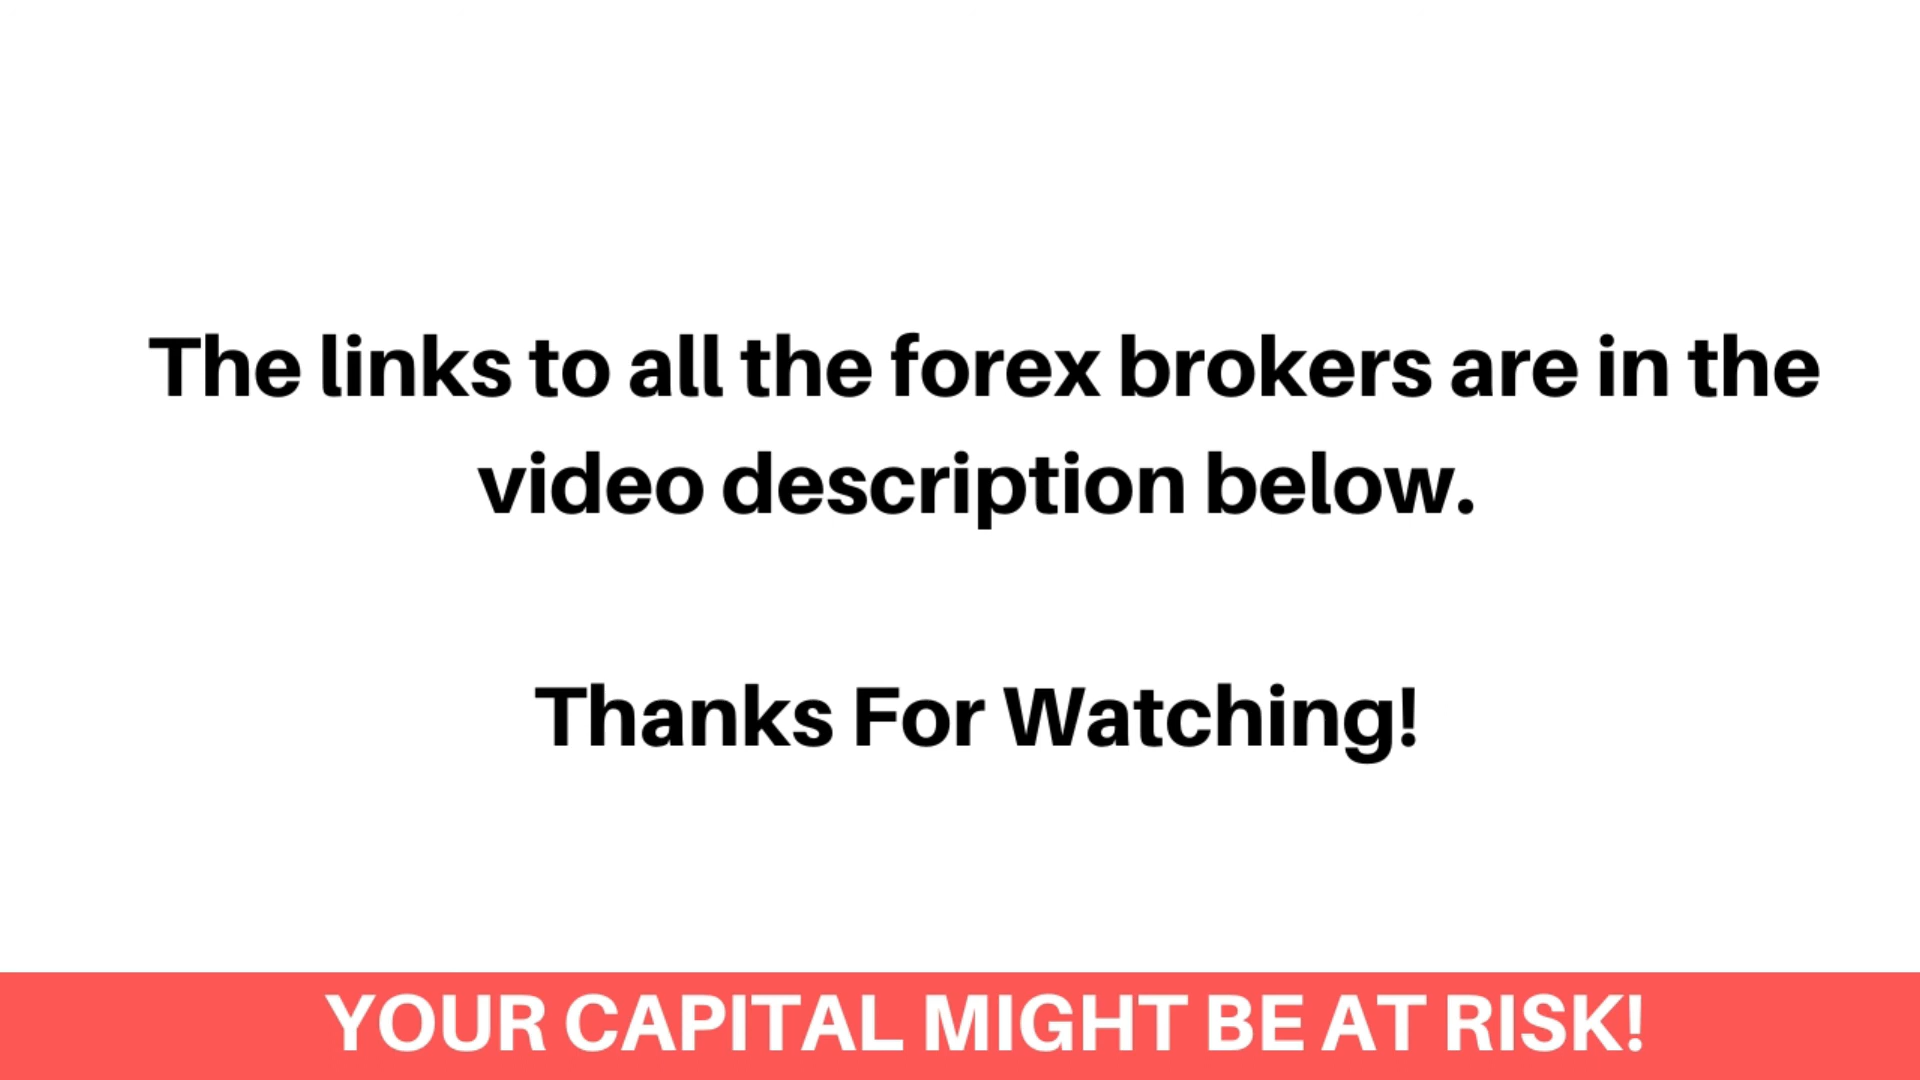 The links to all the forex brokers are in the
video description below.
Thanks For Watching!
YOUR CAPITAL MIGHT BE AT RISK!